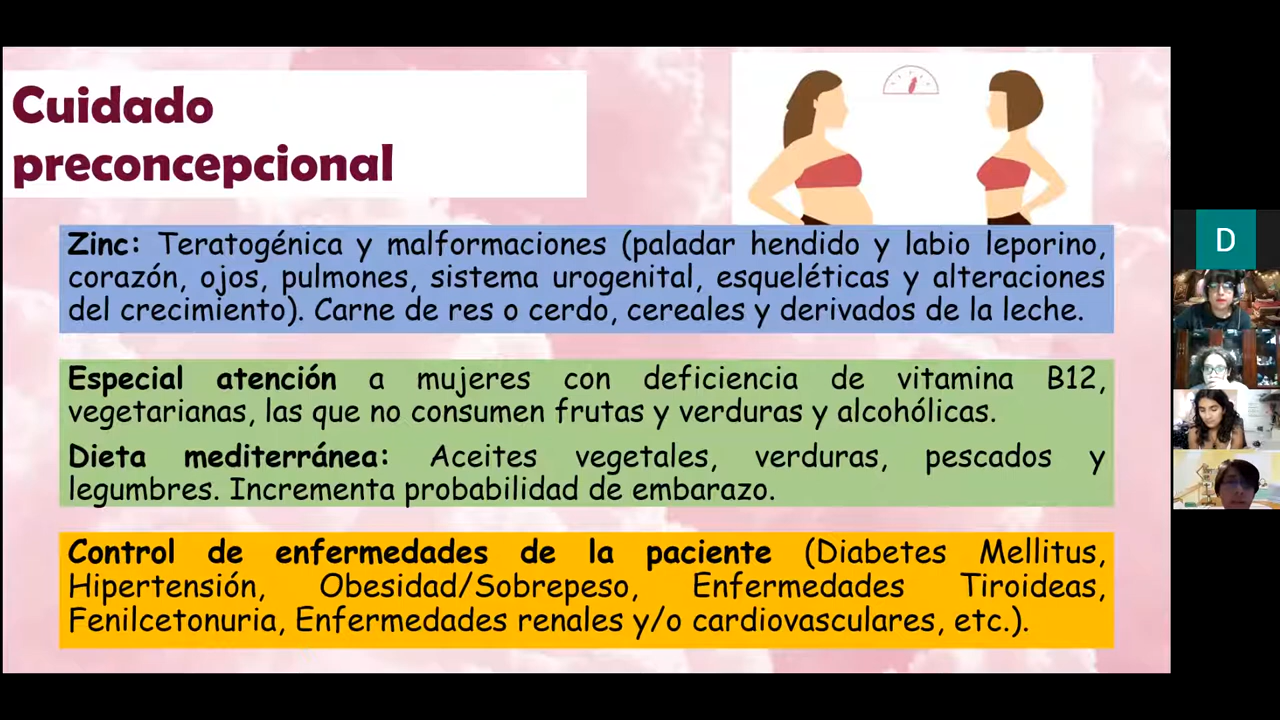 Cuidado
preconcepcional
Zinc: Teratogénica y malformaciones (paladar hendido y labio leporino,
corazón, ojos, pulmones, sistema urogenital, esqueléticas y alteraciones
del crecimiento). Carne de res o cerdo, cereales y derivados de la leche.
Especial atención a mujeres con deficiencia de vitamina B12,
vegetarianas, las que no consumen frutas y verduras y alcohólicas.
Dieta mediterránea: Aceites vegetales, verduras, pescados y
legumbres. Incrementa probabilidad de embarazo.
Control de enfermedades de la paciente (Diabetes Mellitus,
Hipertensión, Obesidad/Sobrepeso, Enfermedades Tiroideas,
Fenilcetonuria, Enfermedades renales y/o cardiovasculares, etc.).
D